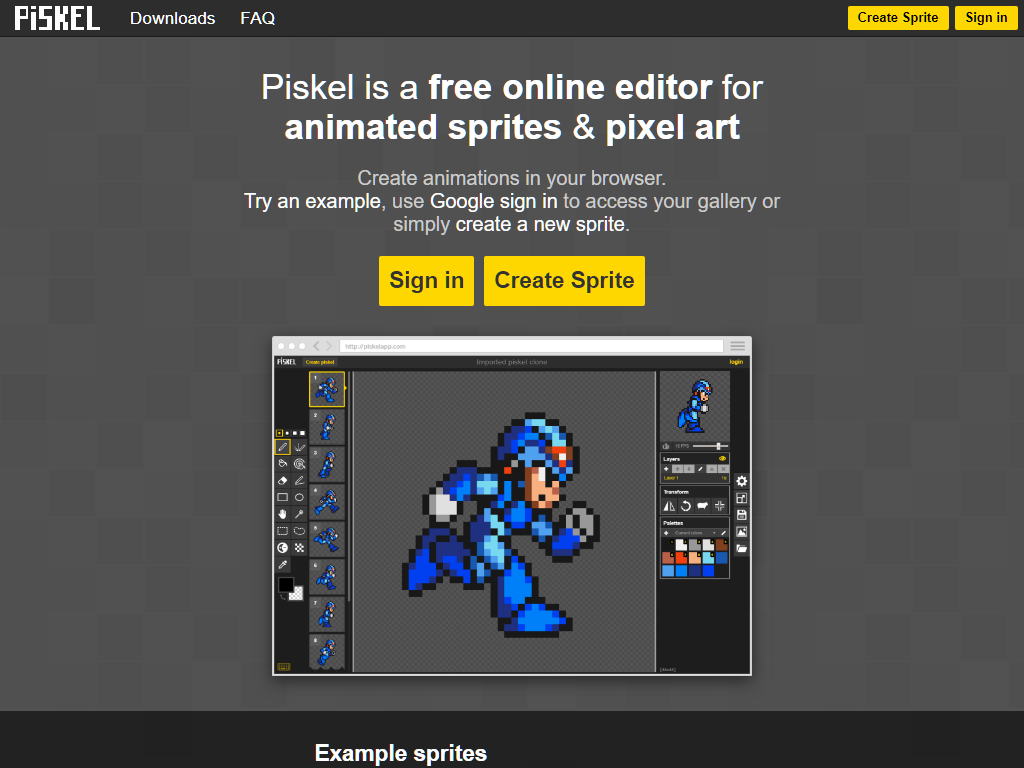 PiSKEL
Downloads
FAQ
Create Sprite
Sign in
Piskel is a free online editor for
animated sprites & pixel art
Create animations in your browser.
Try an example, use Google sign in to access your gallery or
simply create a new sprite.
Sign in
Create Sprite
http://piskelapp.com
PiSKEL
Create piskel
Imported piskel clone
login
1
2
3
4
5
6
7
8
Layers
Layer 1
Transform
Palettes
Current colors
Example sprites